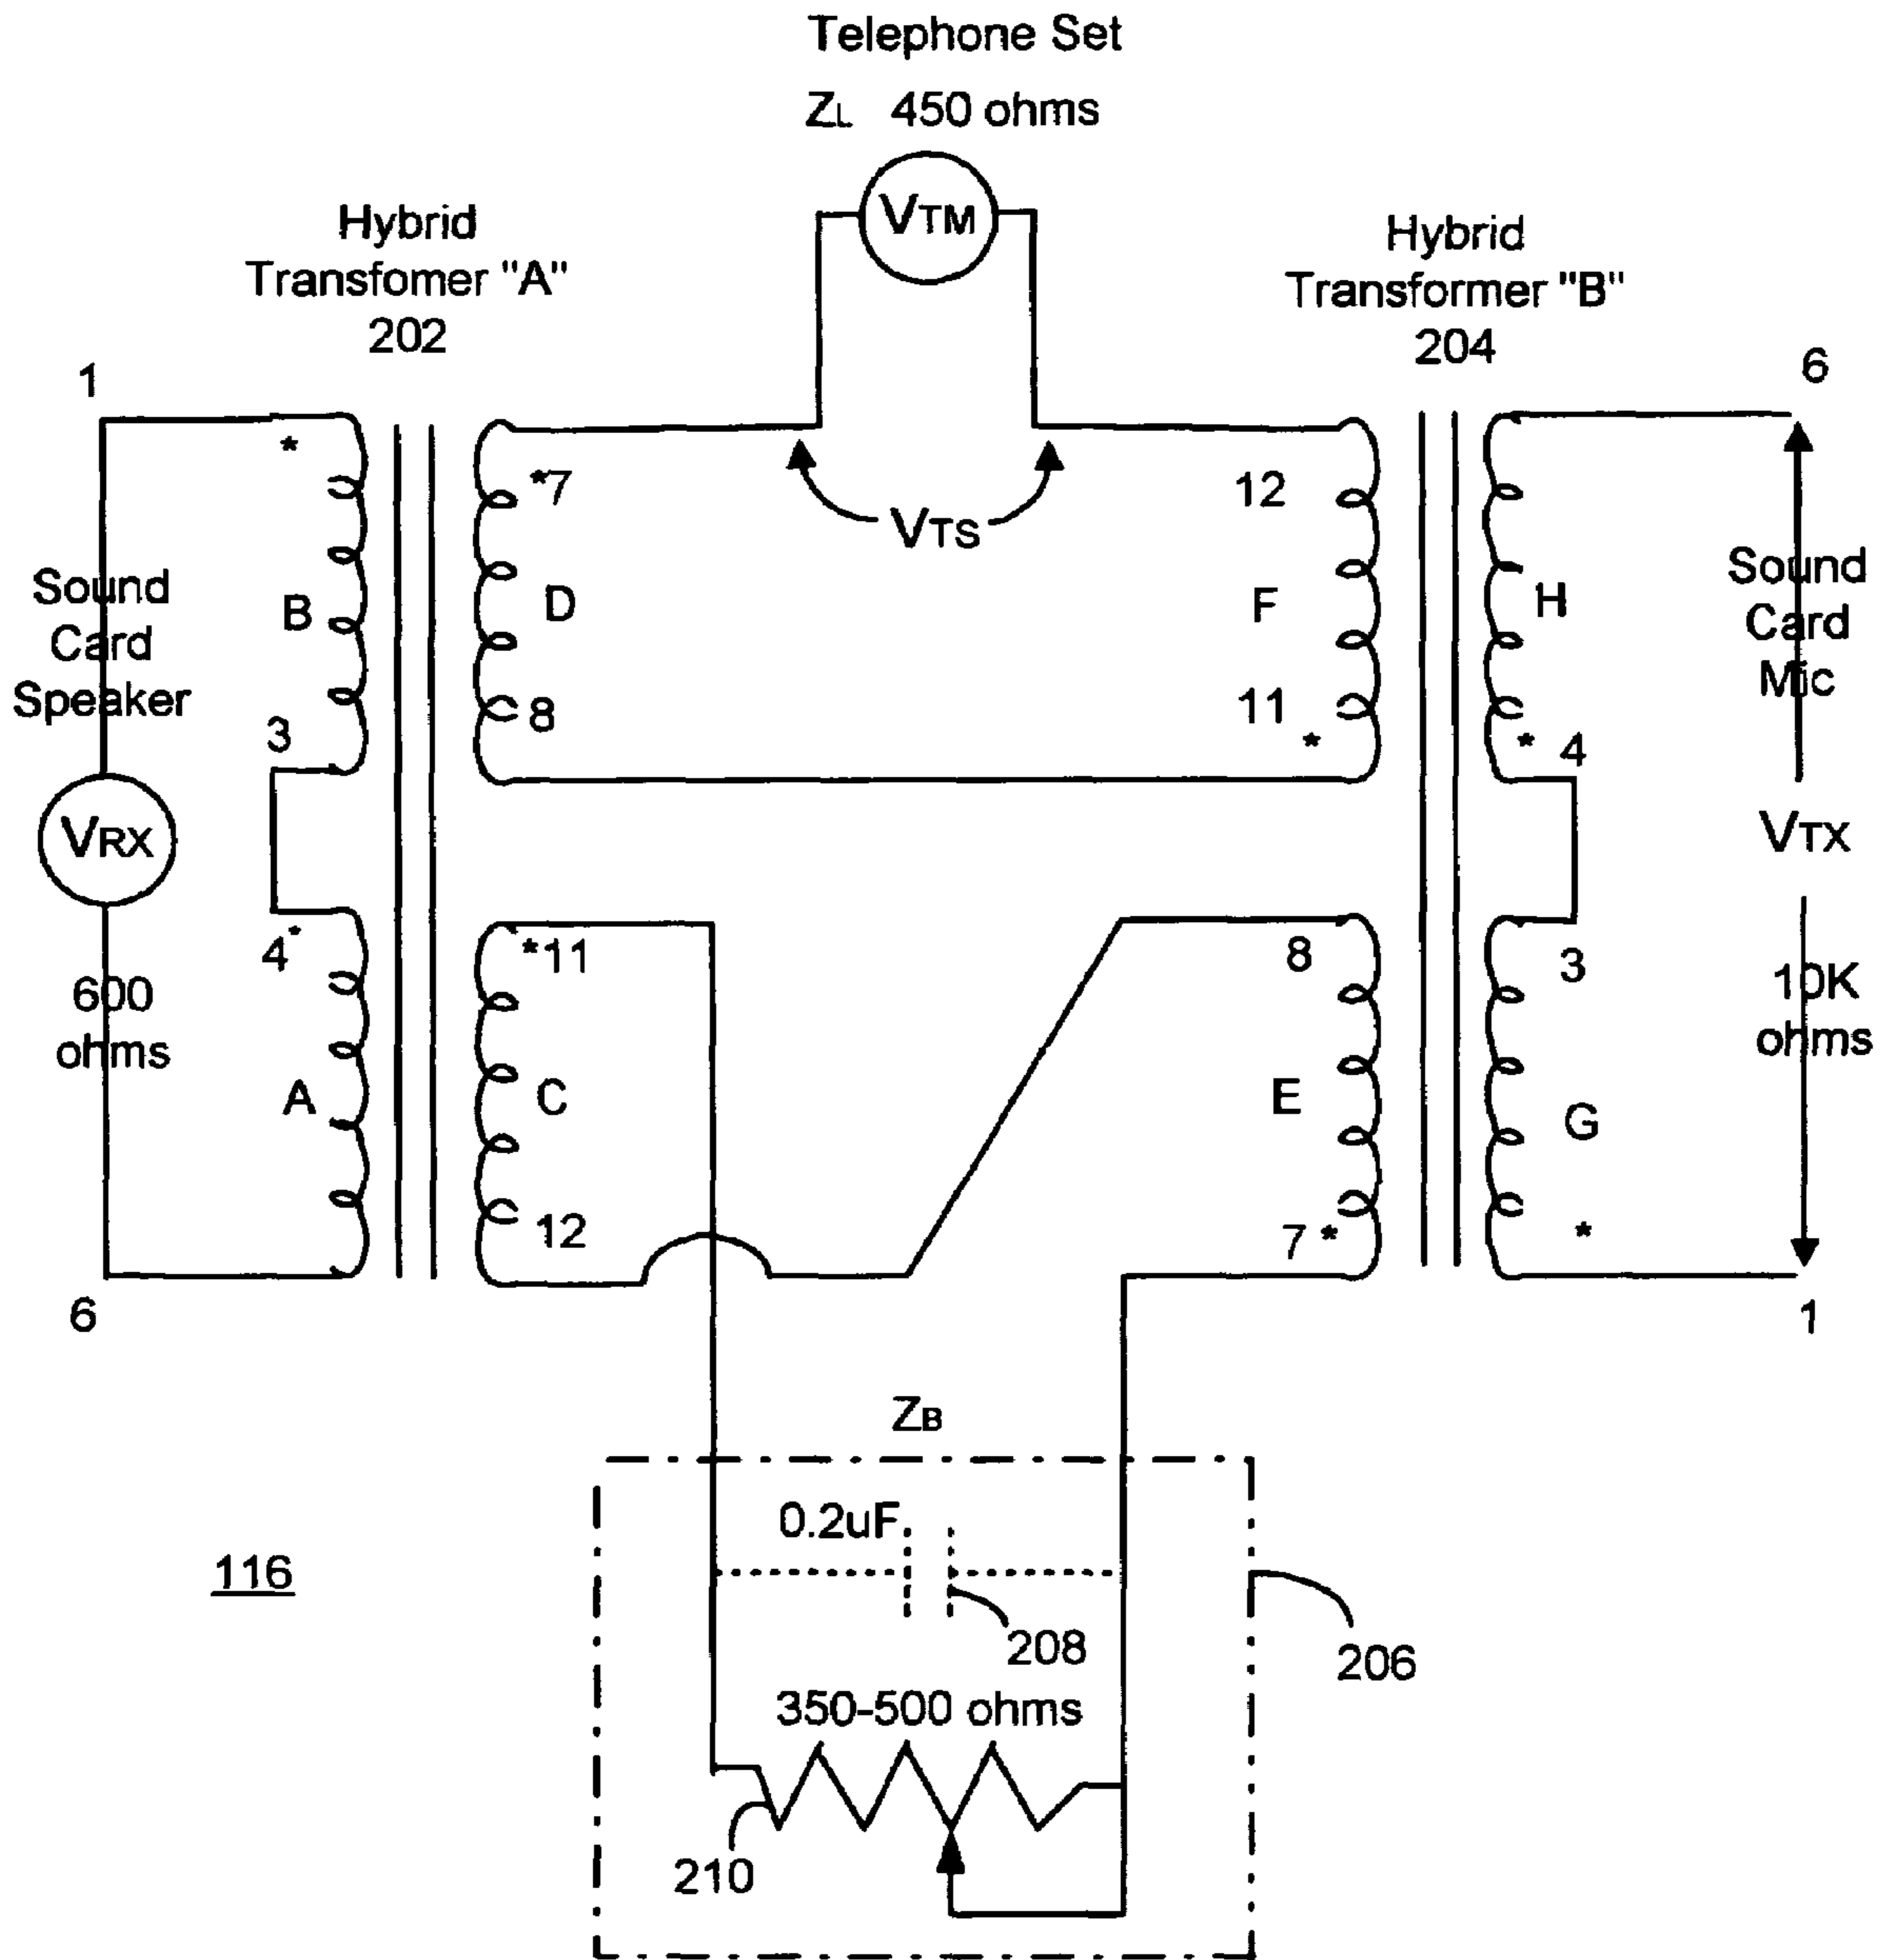 Telephone Set
ZL 450 ohms
VTM
Hybrid
Transfomer "A"
202
Hybrid
Transformer "B"
204
1
6
*
*7
12
VTS
Sound
Card
Speaker
B
D
F
H
Sound
Card
Mic
3
8
11
*
*
4
VRX
VTX
4*
*11
8
3
600
ohms
10K
ohms
A
C
E
G
12
7*
*
6
1
ZB
0.2uF
116
208
206
350-500 ohms
210